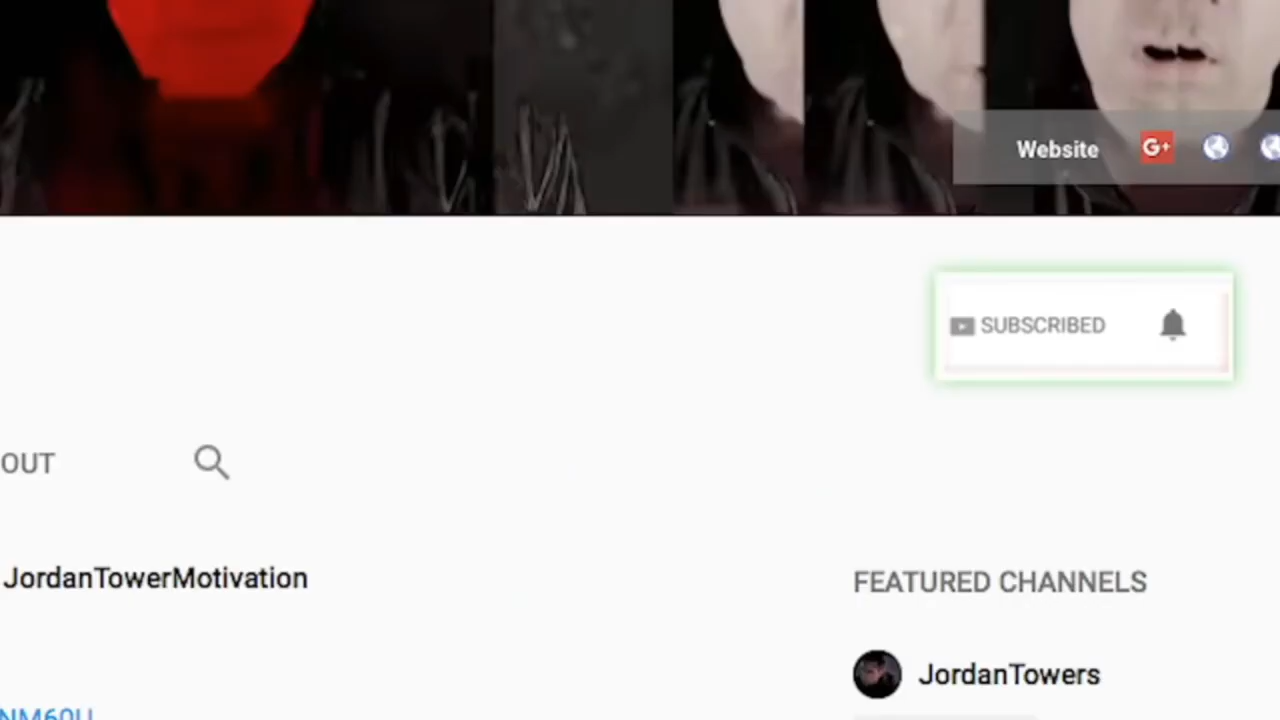 Website G+
SUBSCRIBED
OUT
JordanTowerMotivation
FEATURED CHANNELS
JordanTowers